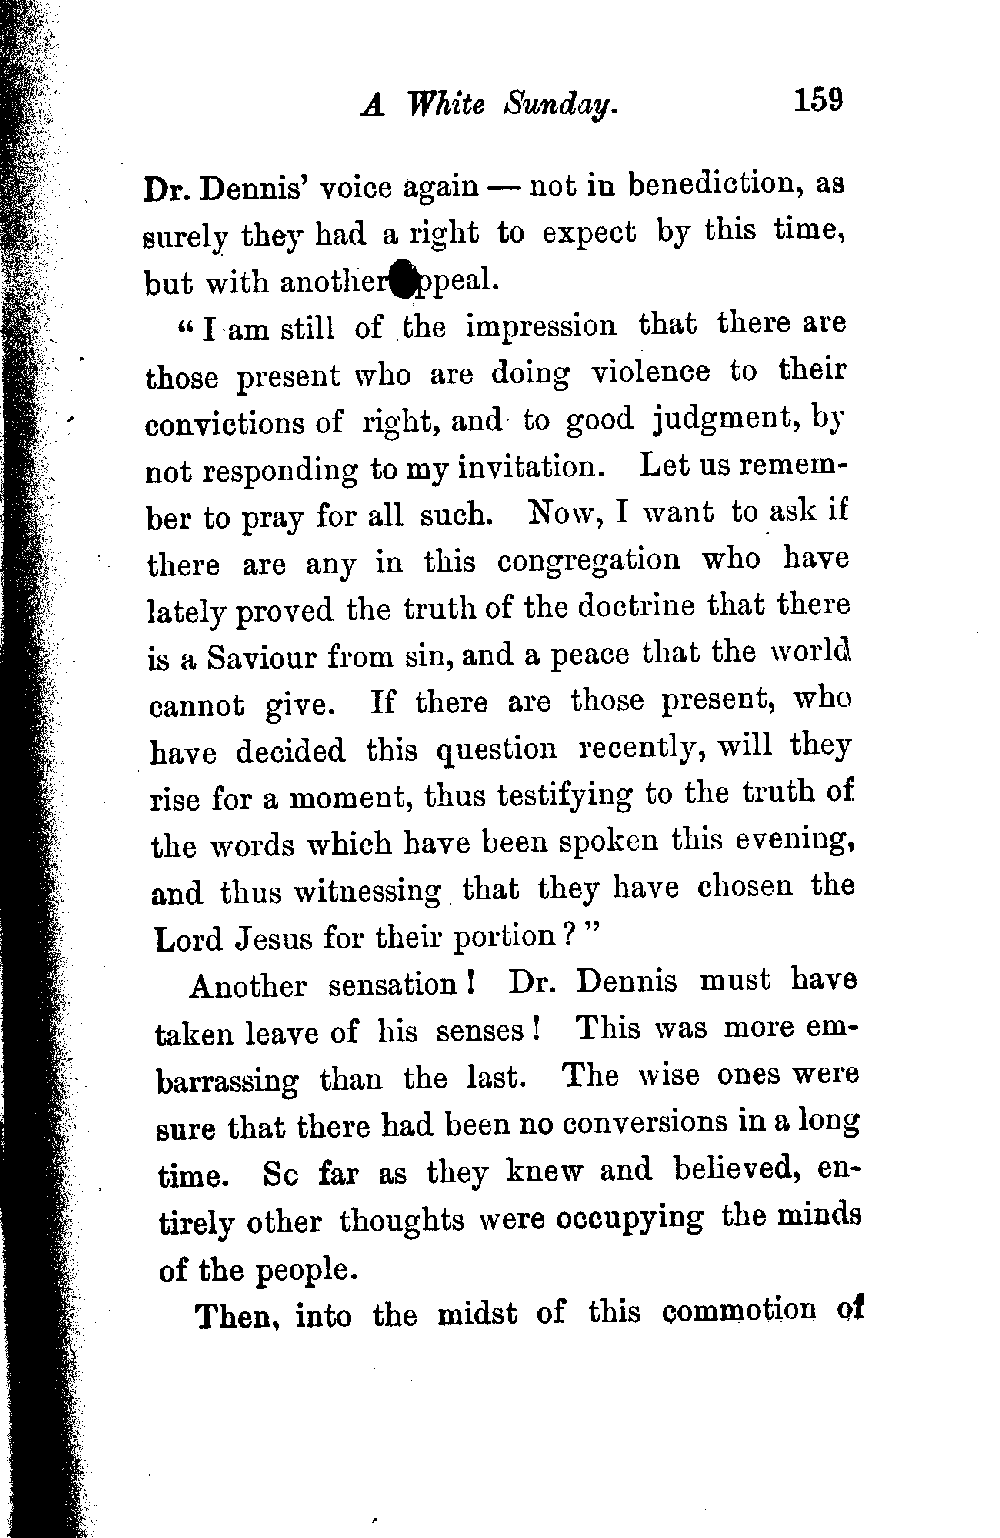 A White Sunday. 159
Dr. Dennis' voice again — not in benediction, as
surely they had a right to expect by this time,
but with another appeal.
“ I am still of the impression that there are
those present who are doing violence to their
convictions of right, and to good judgment, by
not responding to my invitation. Let us remem-
ber to pray for all such. Now, I want to ask if
there are any in this congregation who have
lately proved the truth of the doctrine that there
is a Saviour from sin, and a peace that the world
cannot give. If there are those present, who
have decided this question recently, will they
rise for a moment, thus testifying to the truth of
the words which have been spoken this evening,
and thus witnessing that they have chosen the
Lord Jesus for their portion ? ”
Another sensation ! Dr. Dennis must have
taken leave of his senses ! This was more em-
barrassing than the last. The wise ones were
sure that there had been no conversions in a long
time. So far as they knew and believed, en-
tirely other thoughts were occupying the minds
of the people.
Then, into the midst of this commotion of